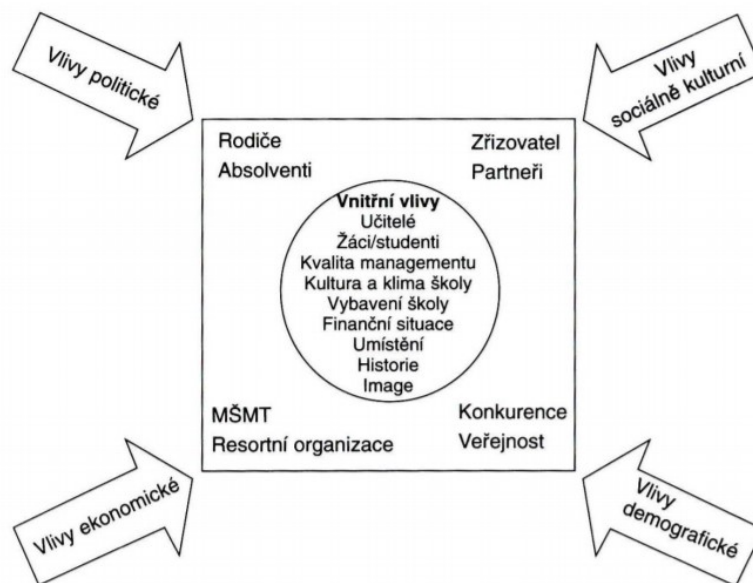 Vlivy politické
Vlivy
sociálně kulturní
Rodiče
Absolventi
Zřizovatel
Partneři
Vnitřní vlivy
Učitelé
Žáci/studenti
Kvalita managementu
Kultura a klima školy
Vybavení školy
Finanční situace
Umístění
Historie
Image
MŠMT
Resortní organizace
Konkurence
Veřejnost
Vlivy ekonomické
Vlivy
demografické